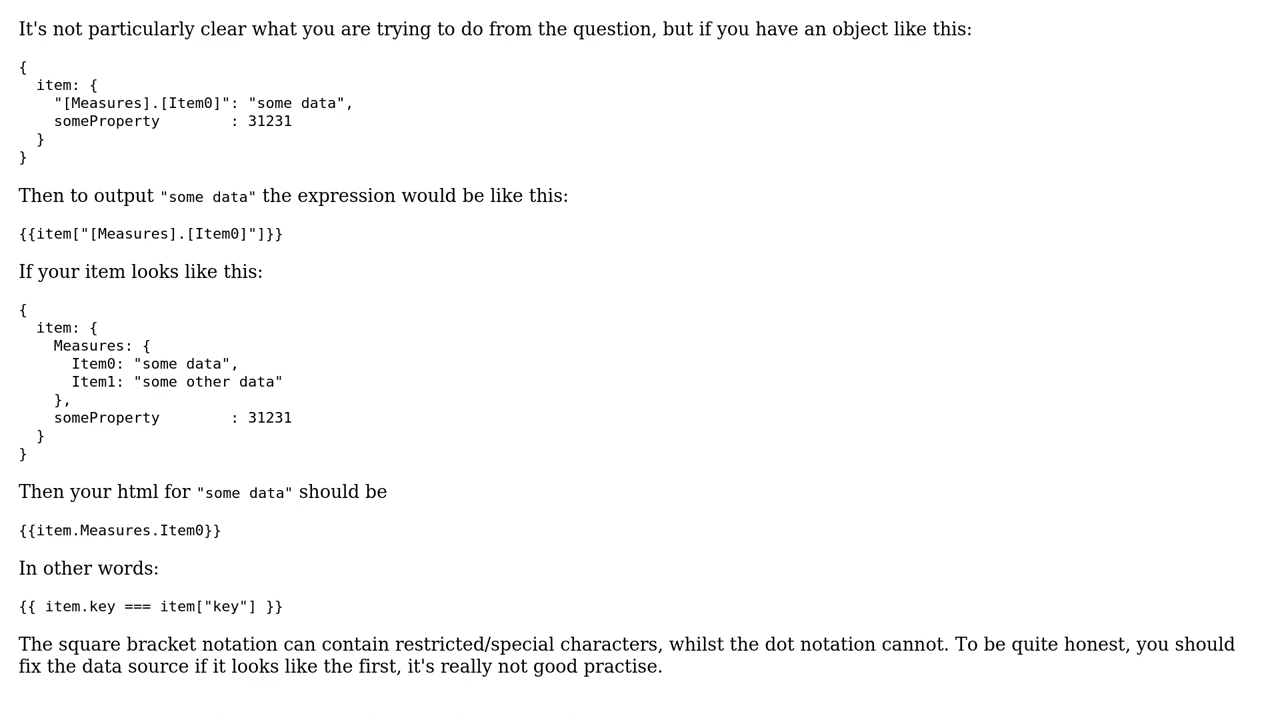 It's not particularly clear what you are trying to do from the question, but if you have an object like this:
{
  item: {
    "[Measures].[Item0]": "some data",
    someProperty        : 31231
  }
}
Then to output "some data" the expression would be like this:
{{item["[Measures].[Item0]"]}}
If your item looks like this:
{
  item: {
    Measures: {
      Item0: "some data",
      Item1: "some other data"
    },
    someProperty        : 31231
  }
}
Then your html for "some data" should be
{{item.Measures.Item0}}
In other words:
{{ item.key === item["key"] }}
The square bracket notation can contain restricted/special characters, whilst the dot notation cannot. To be quite honest, you should
fix the data source if it looks like the first, it's really not good practise.